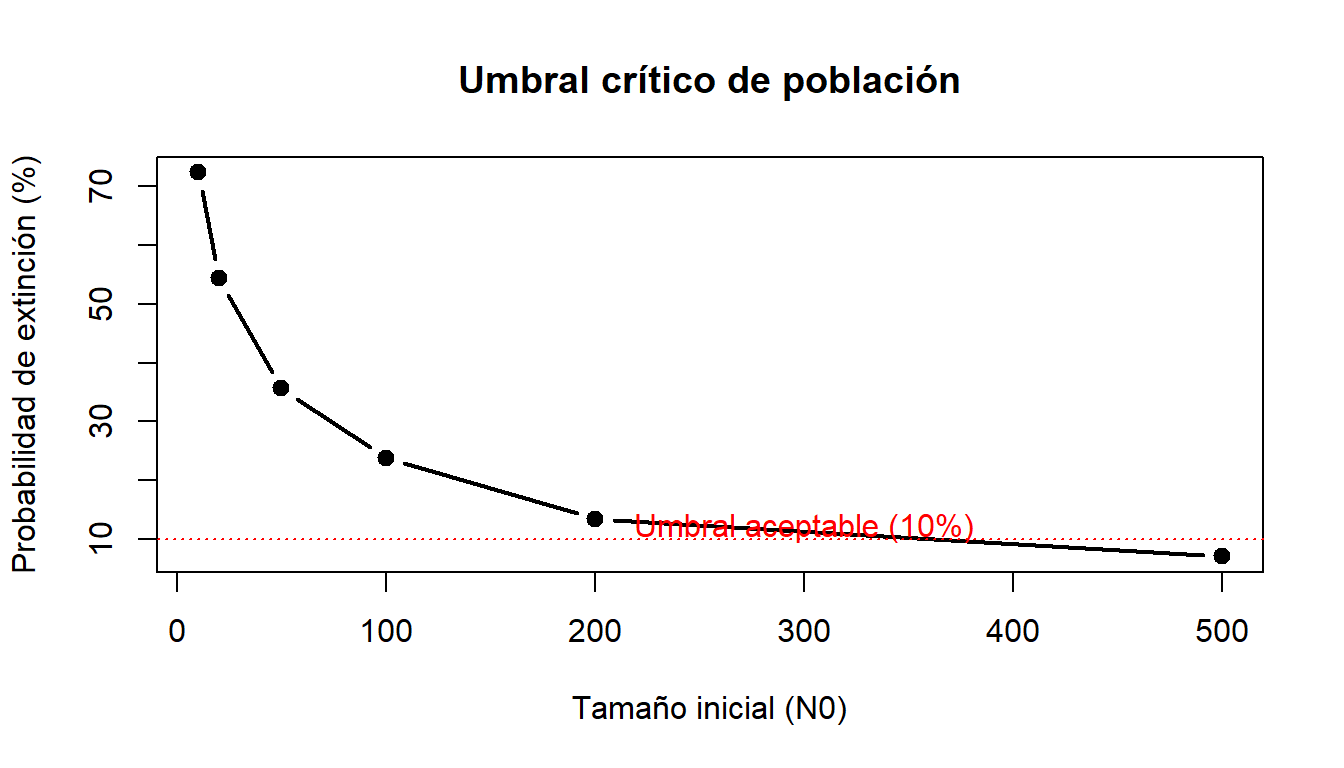 Umbral crítico de población
Probabilidad de extinción (%)
70
50
30
10
Umbral aceptable (10%)
0 100 200 300 400 500
Tamaño inicial (N0)